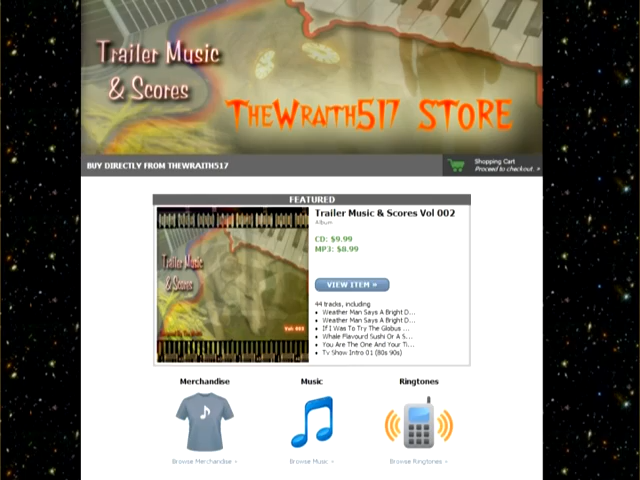 Trailer Music
& Scores
TheWraith517 STORE
BUY DIRECTLY FROM THEWRAITH517
Shopping Cart
Proceed to checkout. »
FEATURED
Trailer Music & Scores Vol 002
Album
CD: $9.99
MP3: $8.99
VIEW ITEM »
44 tracks, including
Weather Man Says A Bright D...
Weather Man Says A Bright D...
If I Was To Try The Globus ...
Whale Flavourd Sushi Or A S...
You Are The One And Your Ti...
Tv Show Intro 01 (80s 90s)
Trailer Music
& Scores
Vol: 002
Merchandise
Music
Ringtones
Browse Merchandise »
Browse Music »
Browse Ringtones »